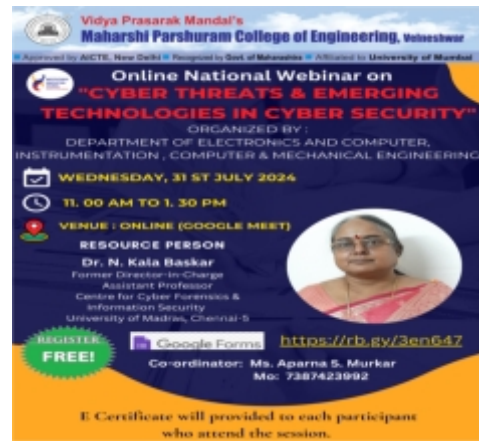 Vidya Prasarak Mandal's
Maharshi Parshuram College of Engineering, Velneshwar
Approved by AICTE, New Delhi Recognized by Govt. of Maharashtra Affiliated to University of Mumbai
Online National Webinar on
"CYBER THREATS & EMERGING
TECHNOLOGIES IN CYBER SECURITY"
ORGANIZED BY :
DEPARTMENT OF ELECTRONICS AND COMPUTER,
INSTRUMENTATION , COMPUTER & MECHANICAL ENGINEERING
WEDNESDAY, 31 ST JULY 2024
11. 00 AM TO 1. 30 PM
VENUE : ONLINE (GOOGLE MEET)
RESOURCE PERSON
Dr. N. Kala Baskar
Former Director-in-Charge
Assistant Professor
Centre for Cyber Forensics &
Information Security
University of Madras, Chennai-5
REGISTER
FREE!
Google Forms
https://rb.gy/3en647
Co-ordinator: Ms. Aparna S. Murkar
Mo: 7387423992
E Certificate will provided to each participant
who attend the session.